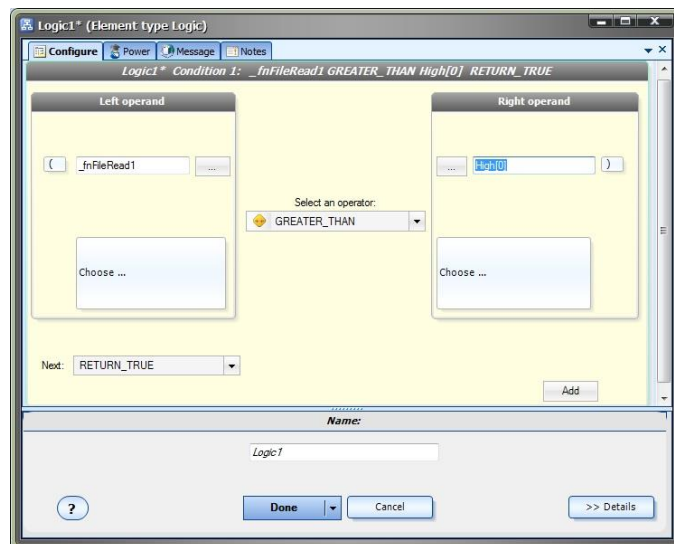 Logic1* (Element type Logic)
Configure Power Message Notes
Logic1* Condition 1: _fnFileRead1 GREATER_THAN High[0] RETURN_TRUE
Left operand
Right operand
( _fnFileRead1 ...
... High[0] )
Select an operator:
GREATER_THAN
Choose ...
Choose ...
Next: RETURN_TRUE
Add
Name:
Logic1
? Done Cancel >> Details